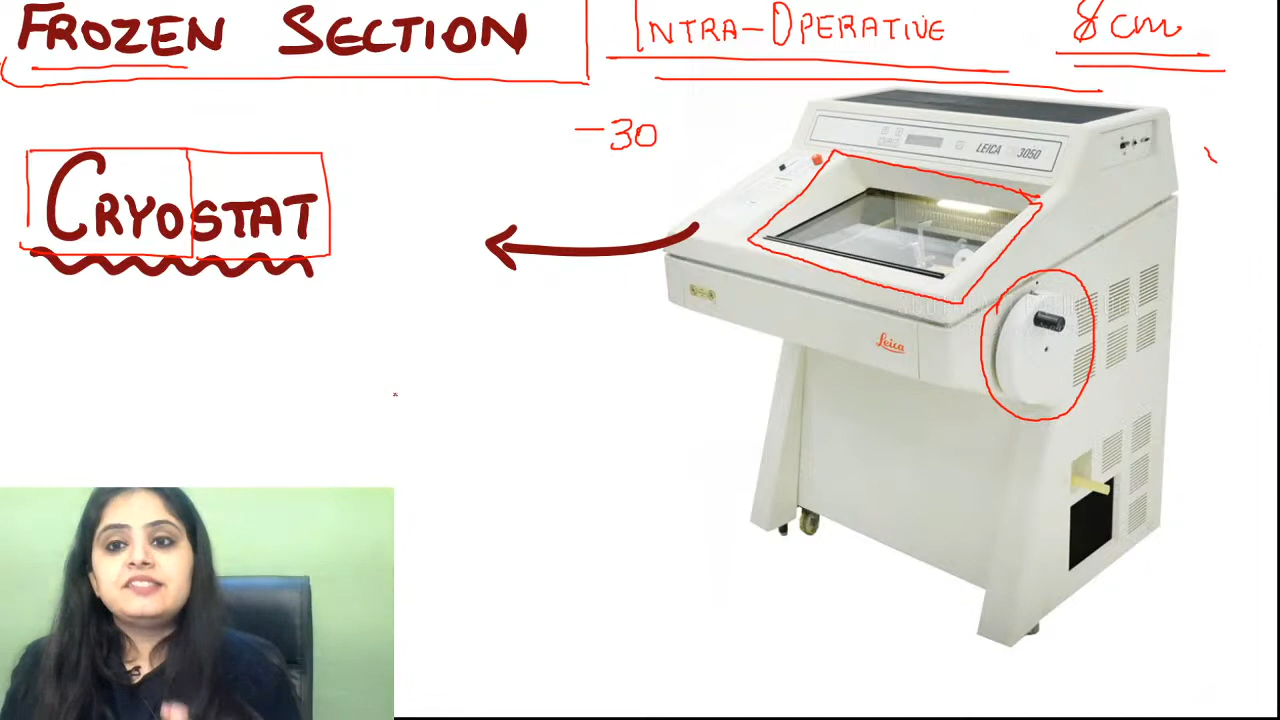 FROZEN SECTION
INTRA-OPERATIVE
8cm
-30
CRYOSTAT
LEICA 3050
Leica